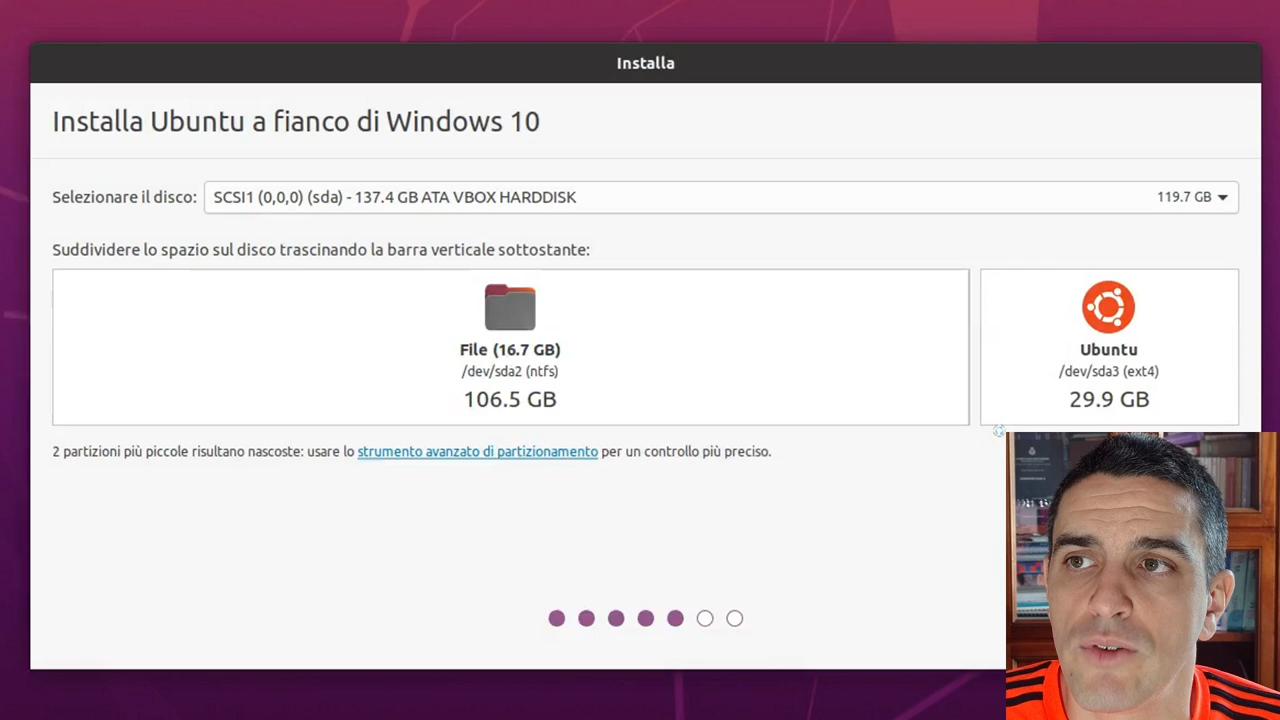 Installa
Installa Ubuntu a fianco di Windows 10
Selezionare il disco: SCSI1 (0,0,0) (sda) - 137.4 GB ATA VBOX HARDDISK 119.7 GB
Suddividere lo spazio sul disco trascinando la barra verticale sottostante:
File (16.7 GB)
/dev/sda2 (ntfs)
106.5 GB
Ubuntu
/dev/sda3 (ext4)
29.9 GB
2 partizioni più piccole risultano nascoste: usare lo strumento avanzato di partizionamento per un controllo più preciso.